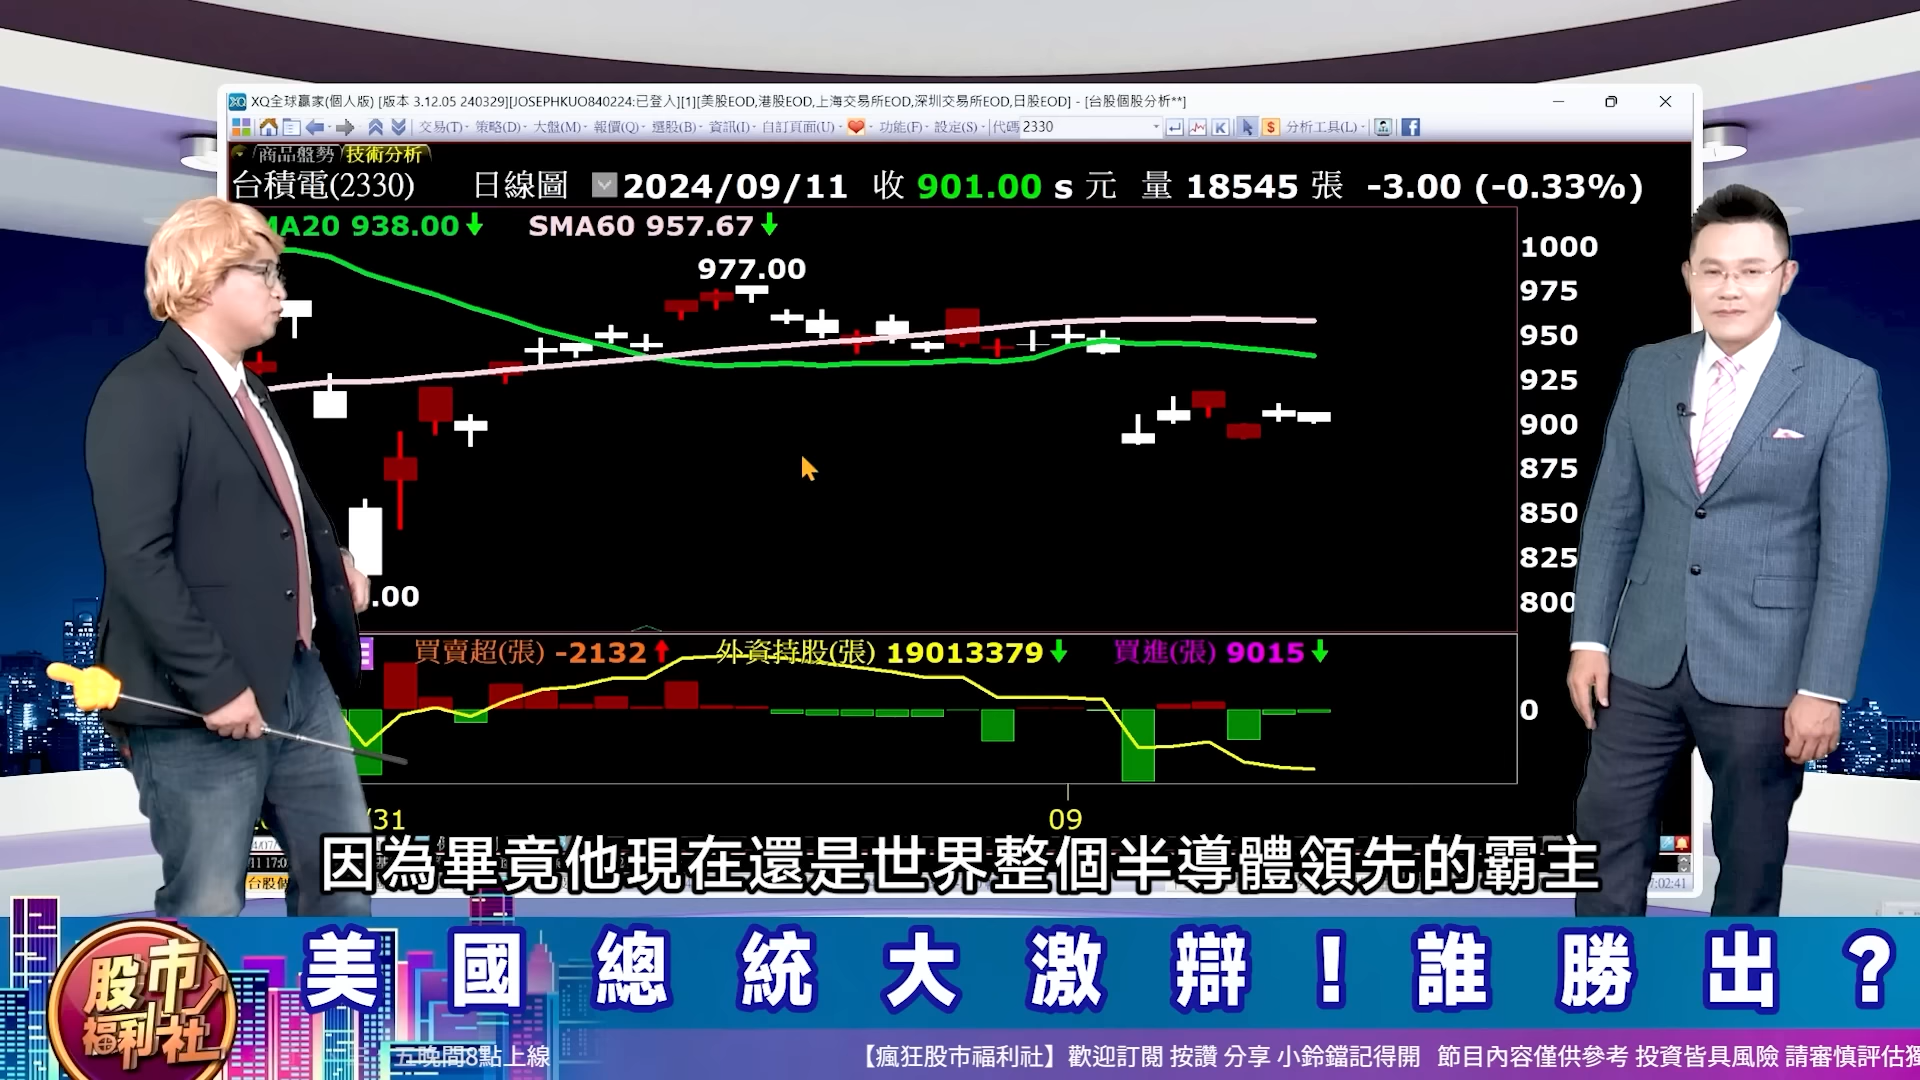 XQ全球贏家(個人版) [版本 3.12.05 240329][JOSEPHKUO840224:已登入][1][美股EOD,港股EOD,上海交易所EOD,深圳交易所EOD,日股EOD] - [台股個股分析**]
交易(T) 策略(D) 大盤(M) 報價(Q) 選股(B) 資訊(I) 自訂頁面(U) 功能(F) 設定(S) 代碼 2330 K $ 分析工具(L)
商品盤勢 技術分析
台積電(2330) 日線圖 2024/09/11 收 901.00 s 元 量 18545 張 -3.00 (-0.33%)
MA20 938.00 SMA60 957.67
1000
977.00
975
950
925
900
875
850
825
.00
800
買賣超(張) -2132 外資持股(張) 19013379 買進(張) 9015
0
/31
09
因為畢竟他現在還是世界整個半導體領先的霸主
7:02:41
美國總統大激辯!誰勝出?
股市福利社
五晚間8點上線
【瘋狂股市福利社】歡迎訂閱 按讚 分享 小鈴鐺記得開 節目內容僅供參考 投資皆具風險 請審慎評估